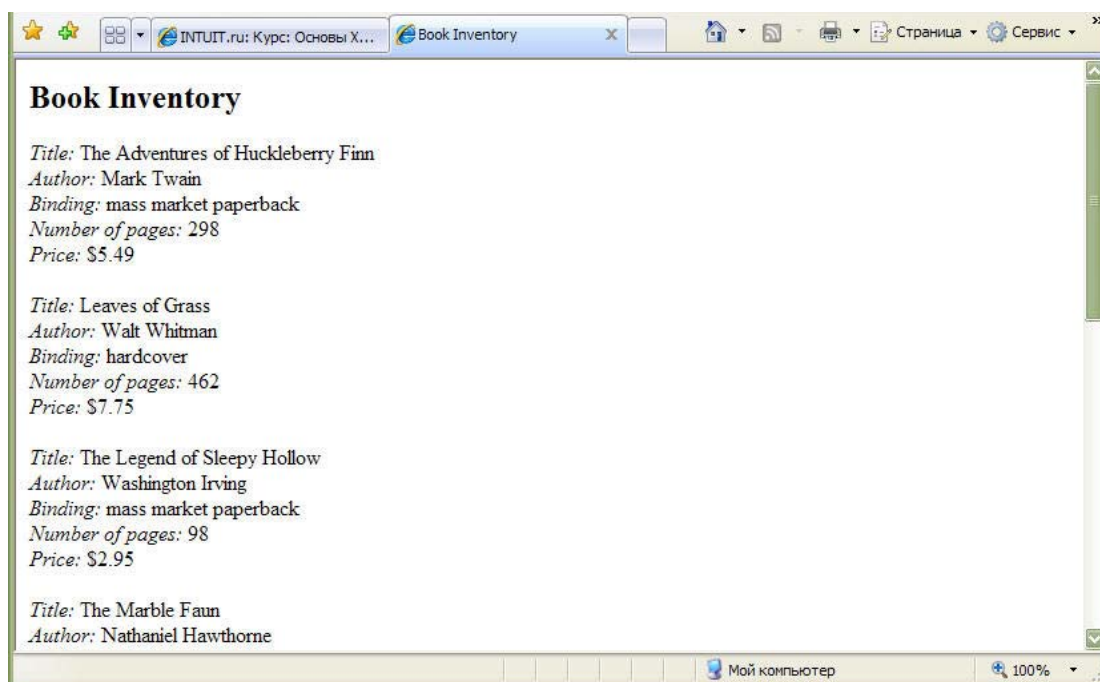 INTUIT.ru: Курс: Основы X...
Book Inventory
Страница
Сервис
Book Inventory
Title: The Adventures of Huckleberry Finn
Author: Mark Twain
Binding: mass market paperback
Number of pages: 298
Price: $5.49
Title: Leaves of Grass
Author: Walt Whitman
Binding: hardcover
Number of pages: 462
Price: $7.75
Title: The Legend of Sleepy Hollow
Author: Washington Irving
Binding: mass market paperback
Number of pages: 98
Price: $2.95
Title: The Marble Faun
Author: Nathaniel Hawthorne
Мой компьютер
100%